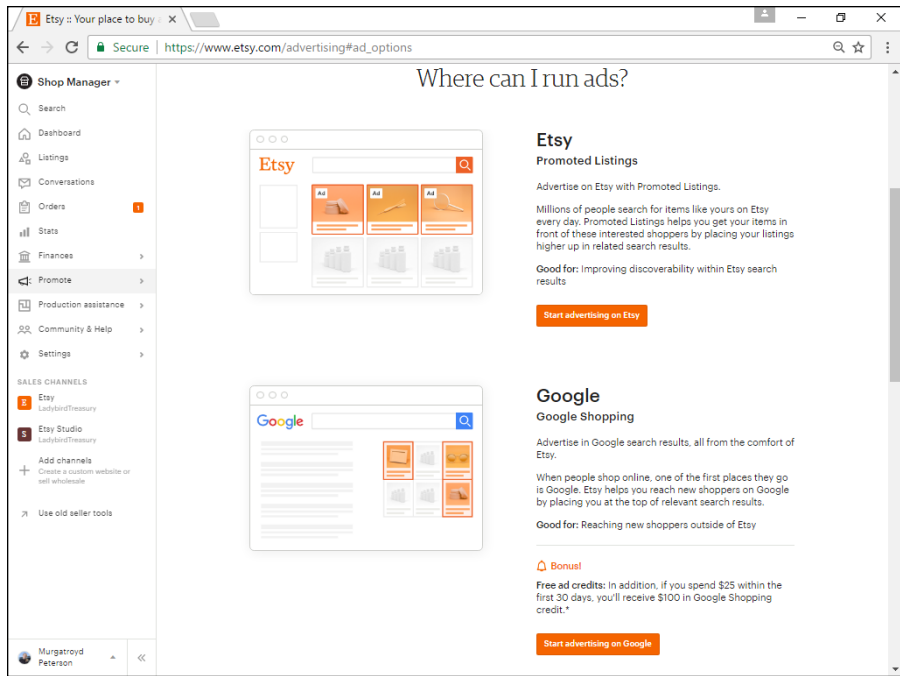 Etsy :: Your place to buy a
Secure
https://www.etsy.com/advertising#ad_options
Shop Manager
Search
Dashboard
Listings
Conversations
Orders
1
Stats
Finances
Promote
Production assistance
Community & Help
Settings
SALES CHANNELS
E
Etsy
LadybirdTreasury
S
Etsy Studio
LadybirdTreasury
Add channels
Create a custom website or
sell wholesale
Use old seller tools
Murgatroyd
Peterson
Where can I run ads?
Etsy
Ad
Ad
Ad
Etsy
Promoted Listings
Advertise on Etsy with Promoted Listings.
Millions of people search for items like yours on Etsy
every day. Promoted Listings helps you get your items in
front of these interested shoppers by placing your listings
higher up in related search results.
Good for: Improving discoverability within Etsy search
results
Start advertising on Etsy
Google
Google
Google Shopping
Advertise in Google search results, all from the comfort of
Etsy.
When people shop online, one of the first places they go
is Google. Etsy helps you reach new shoppers on Google
by placing you at the top of relevant search results.
Good for: Reaching new shoppers outside of Etsy
Bonus!
Free ad credits: In addition, if you spend $25 within the
first 30 days, you'll receive $100 in Google Shopping
credit.*
Start advertising on Google